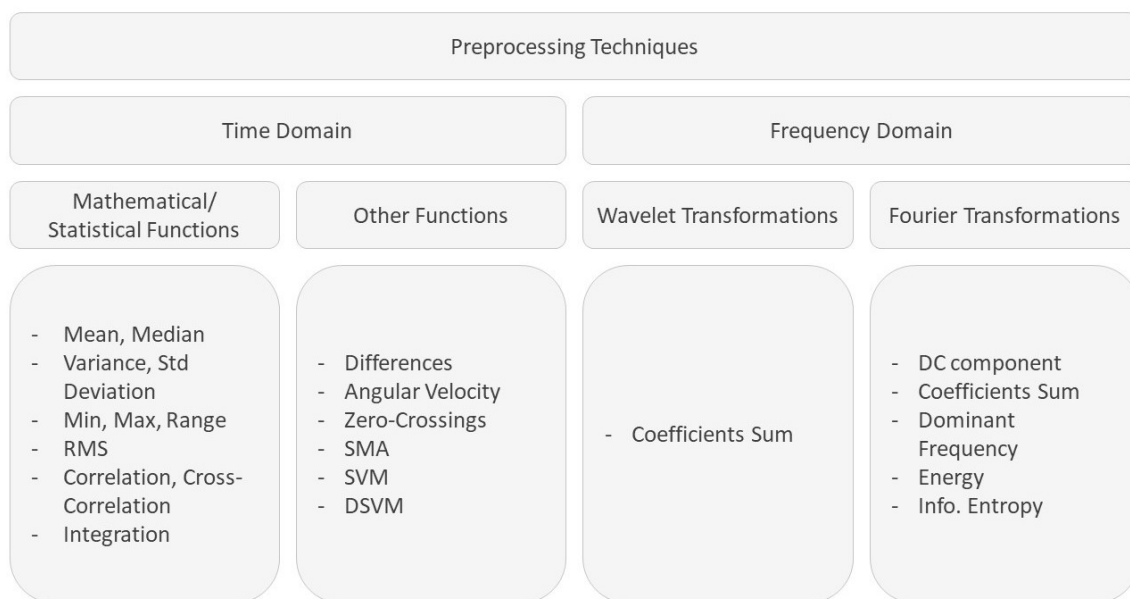 Preprocessing Techniques
Time Domain
Frequency Domain
Mathematical/
Statistical Functions
Other Functions
Wavelet Transformations
Fourier Transformations
- Mean, Median
- Variance, Std
Deviation
- Min, Max, Range
- RMS
- Correlation, Cross-
Correlation
- Integration
- Differences
- Angular Velocity
- Zero-Crossings
- SMA
- SVM
- DSVM
- Coefficients Sum
- DC component
- Coefficients Sum
- Dominant
Frequency
- Energy
- Info. Entropy